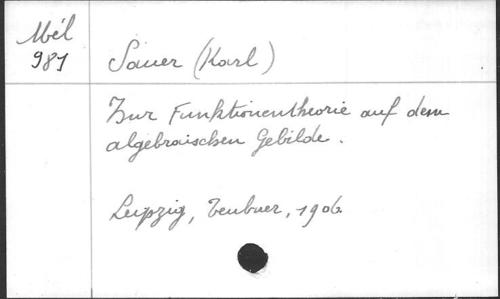 Mél
981
Sauer (Karl)
Zur Funktionentheorie auf dem
algebraischen Gebilde.
Leipzig, Teubner, 1906